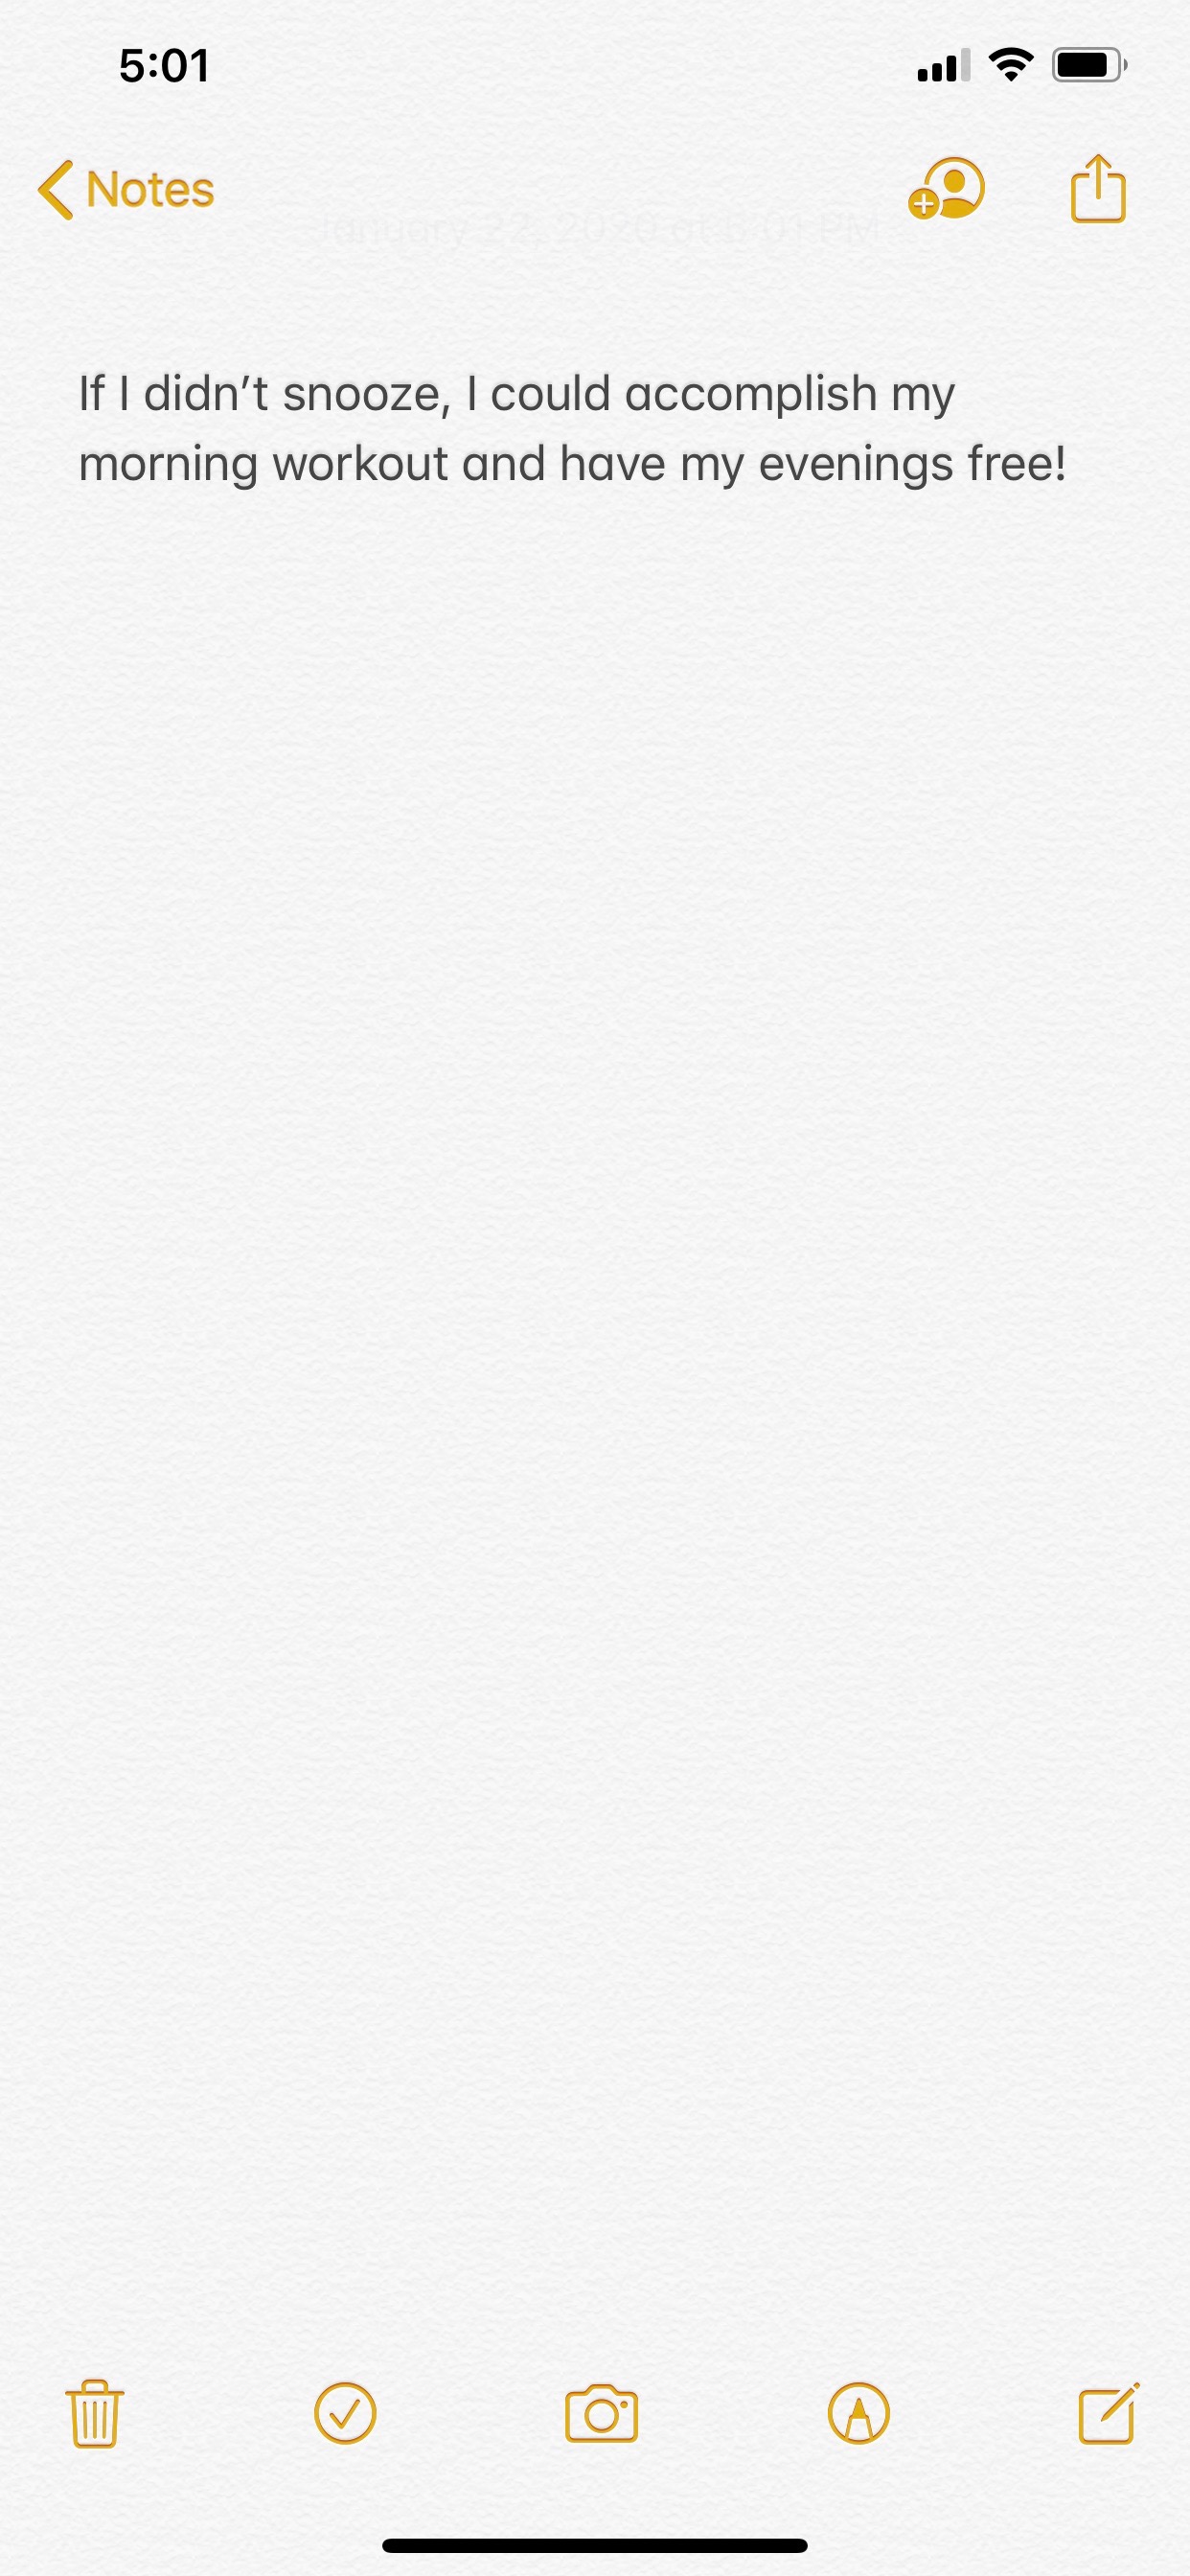 5:01
Notes
If I didn’t snooze, I could accomplish my
morning workout and have my evenings free!